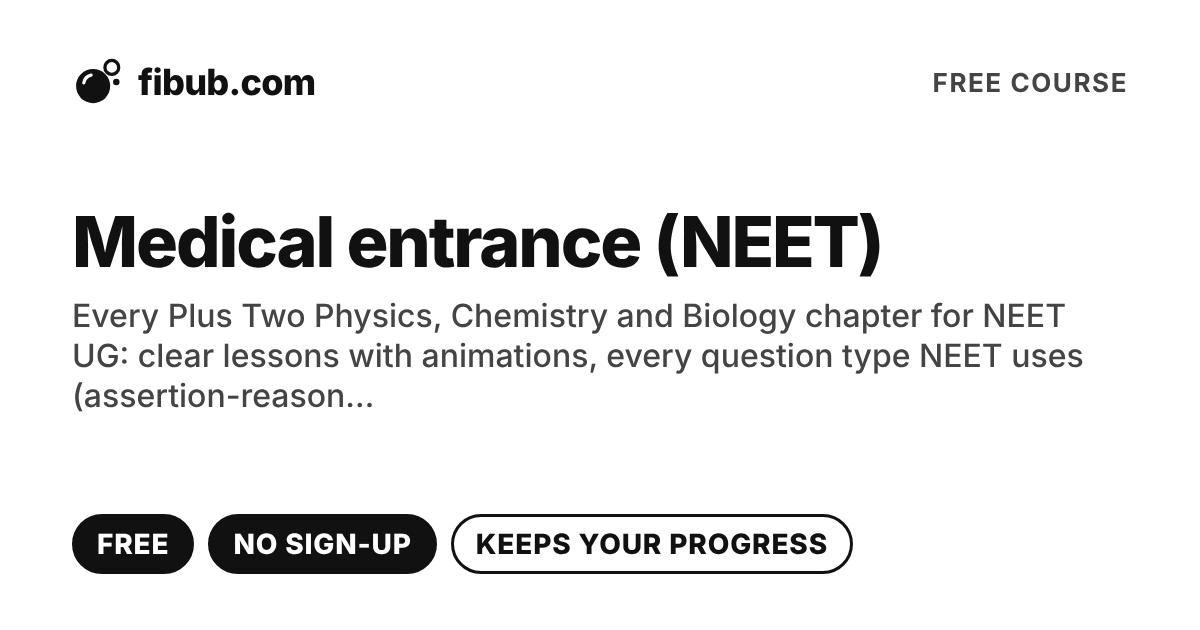 fibub.com
FREE COURSE
Medical entrance (NEET)
Every Plus Two Physics, Chemistry and Biology chapter for NEET
UG: clear lessons with animations, every question type NEET uses
(assertion-reason...
FREE
NO SIGN-UP
KEEPS YOUR PROGRESS